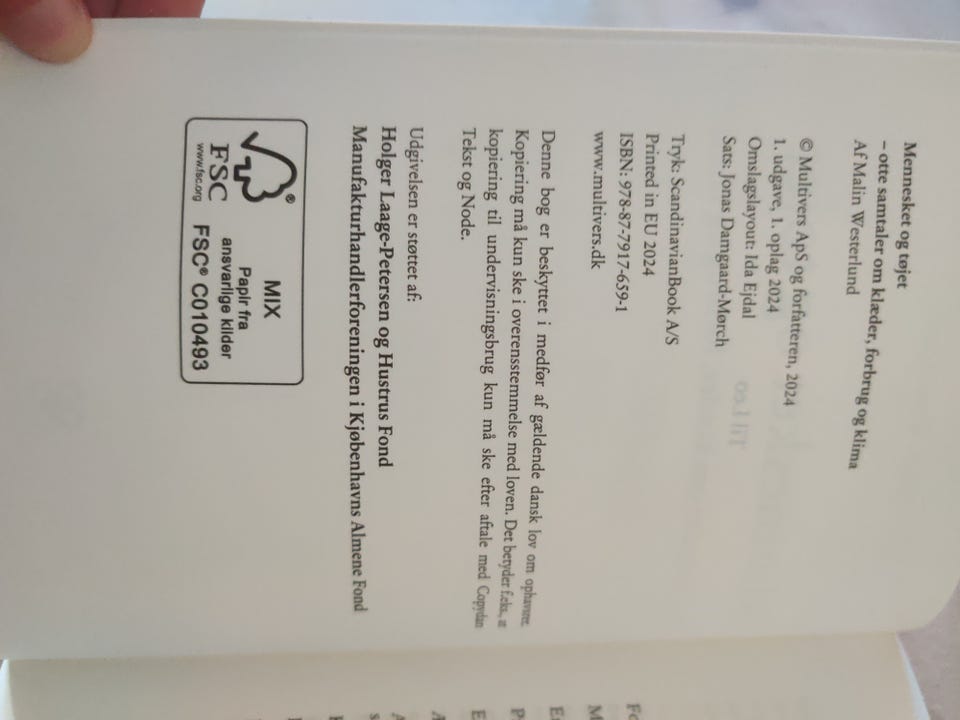 Mennesket og tøjet
– otte samtaler om klæder, forbrug og klima
Af Malin Westerlund
© Multivers ApS og forfatteren, 2024
1. udgave, 1. oplag 2024
Omslagslayout: Ida Ejdal
Sats: Jonas Damgaard-Mørch
Tryk: ScandinavianBook A/S
Printed in EU 2024
ISBN: 978-87-7917-659-1
www.multivers.dk
Denne bog er beskyttet i medfør af gældende dansk lov om ophavsret.
Kopiering må kun ske i overensstemmelse med loven. Det betyder f.eks., at
kopiering til undervisningsbrug kun må ske efter aftale med Copydan
Tekst og Node.
Udgivelsen er støttet af:
Holger Laage-Petersen og Hustrus Fond
Manufakturhandlerforeningen i Kjøbenhavns Almene Fond
®
FSC
www.fsc.org
MIX
Papir fra
ansvarlige kilder
FSC® C010493